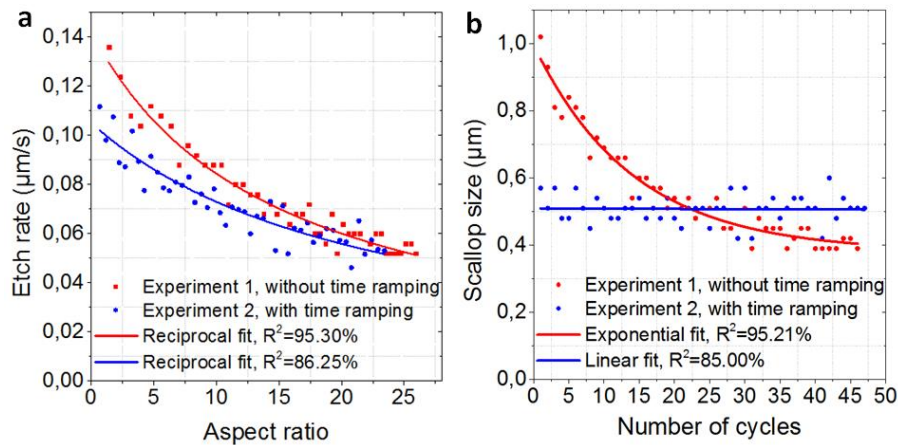 a
0,14
0,12
0,10
0,08
0,06
0,04
0,02
0,00
Etch rate (µm/s)
Experiment 1, without time ramping
Experiment 2, with time ramping
Reciprocal fit, R²=95.30%
Reciprocal fit, R²=86.25%
0 5 10 15 20 25
Aspect ratio
b
1,0
0,8
0,6
0,4
0,2
0,0
Scallop size (µm)
Experiment 1, without time ramping
Experiment 2, with time ramping
Exponential fit, R²=95.21%
Linear fit, R²=85.00%
0 5 10 15 20 25 30 35 40 45 50
Number of cycles